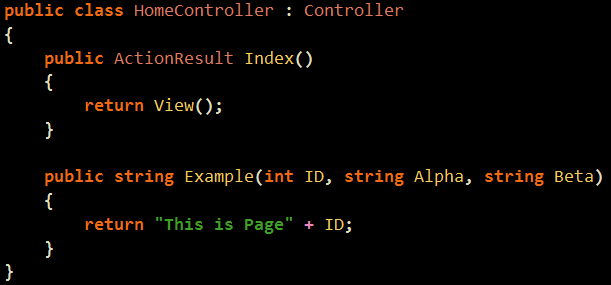 public class HomeController : Controller
{
    public ActionResult Index()
    {
        return View();
    }

    public string Example(int ID, string Alpha, string Beta)
    {
        return "This is Page" + ID;
    }
}